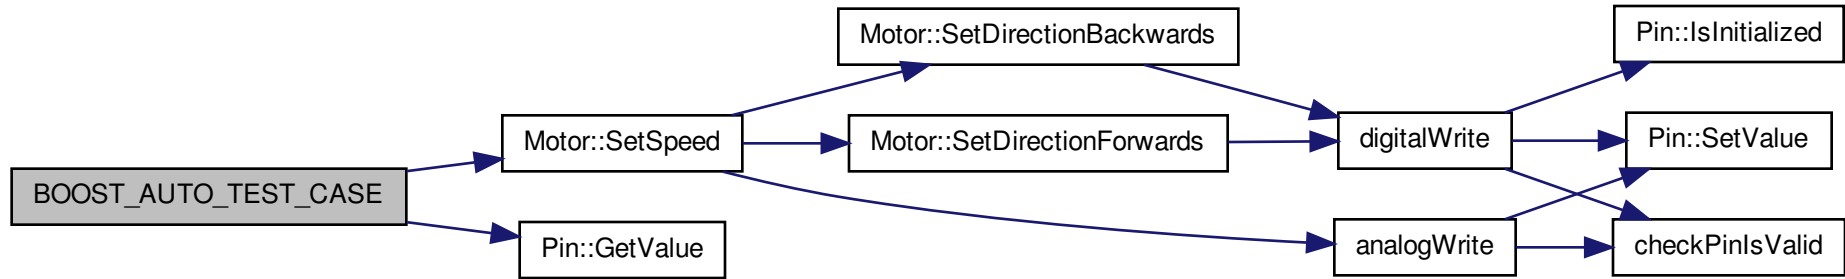 BOOST_AUTO_TEST_CASE
Motor::SetSpeed
Pin::GetValue
Motor::SetDirectionBackwards
Motor::SetDirectionForwards
digitalWrite
analogWrite
Pin::IsInitialized
Pin::SetValue
checkPinIsValid